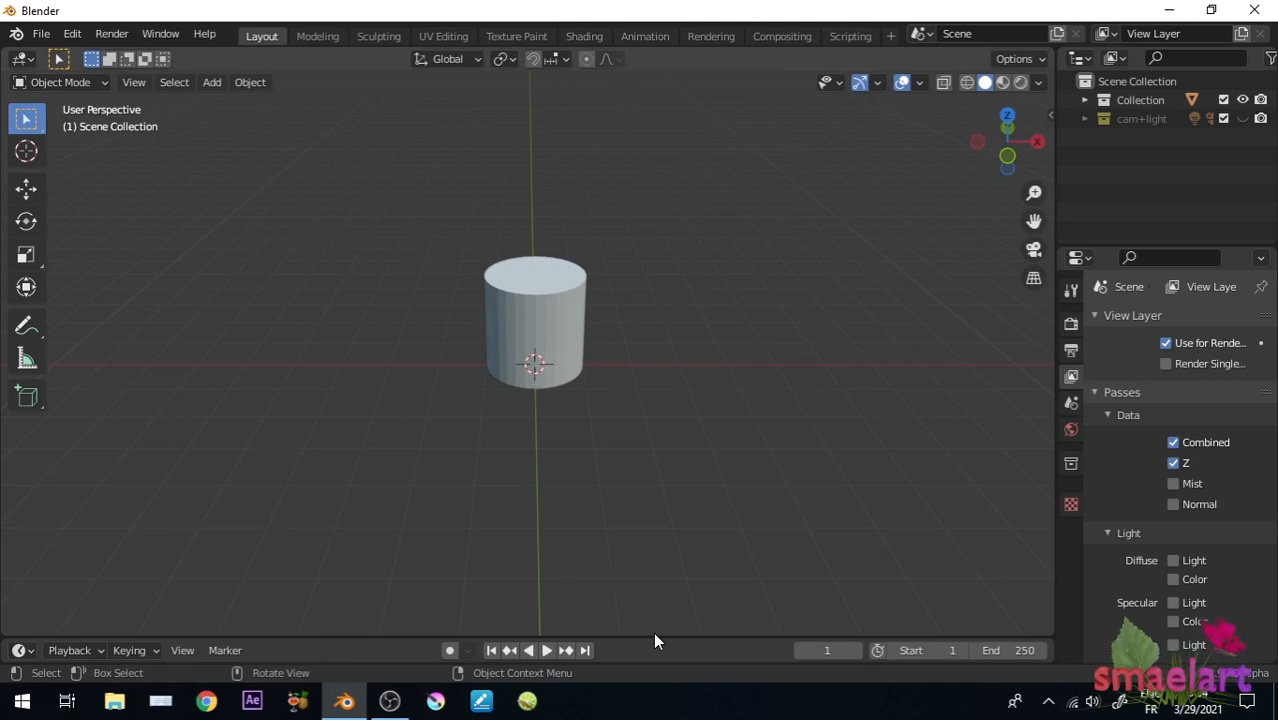 Blender
File Edit Render Window Help Layout Modeling Sculpting UV Editing Texture Paint Shading Animation Rendering Compositing Scripting + Scene View Layer
Global Options
Object Mode View Select Add Object
Scene Collection
Collection
cam+light
User Perspective
(1) Scene Collection
Z
X
Scene View Laye
View Layer
Use for Rende...
Render Single...
Passes
Data
Combined
Z
Mist
Normal
Light
Diffuse Light
Color
Specular Light
Colo
Light
Playback Keying View Marker 1 Start 1 End 250
Select Box Select Rotate View Object Context Menu
smaelart
Ae
FR 3/29/2021